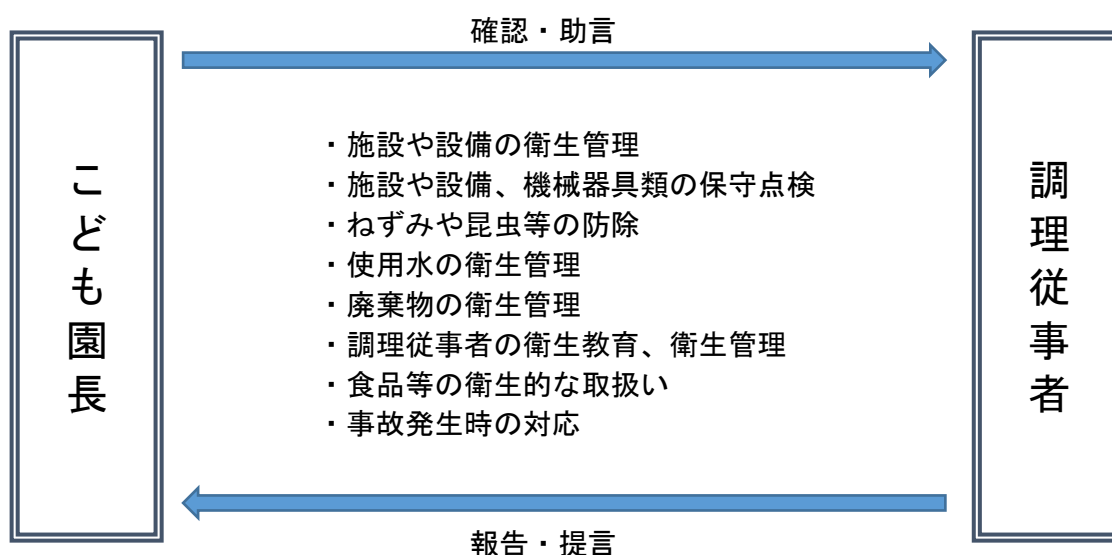 確認・助言
こども園長
・施設や設備の衛生管理
・施設や設備、機械器具類の保守点検
・ねずみや昆虫等の防除
・使用水の衛生管理
・廃棄物の衛生管理
・調理従事者の衛生教育、衛生管理
・食品等の衛生的な取扱い
・事故発生時の対応
調理従事者
報告・提言